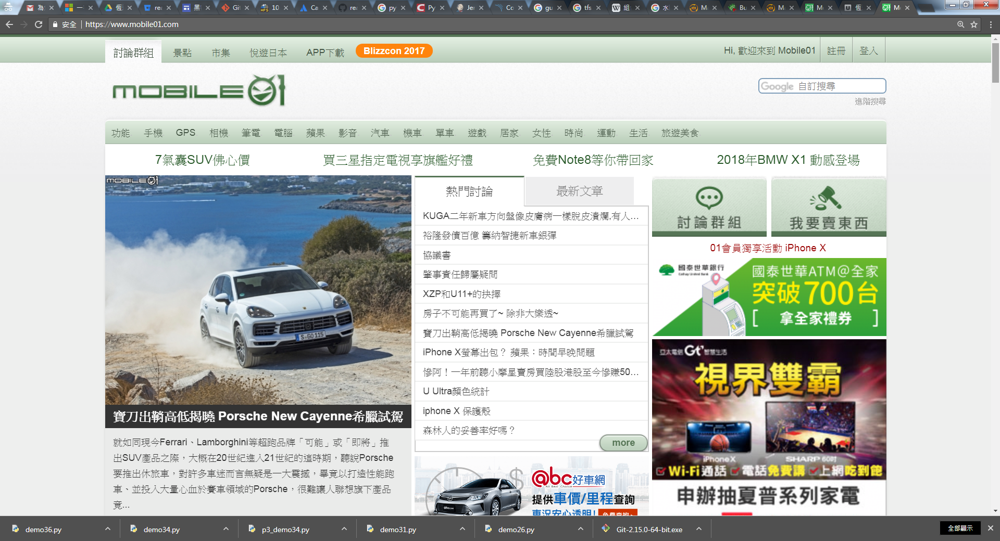 為
一
恆
rea
黑
Git
10
Ca
rea
py
Py
Jer
Co
gu
tfs
組
水
Ma
Bu
Ma
Mo
恆
Mo
安全 https://www.mobile01.com
討論群組 景點 市集 悅遊日本 APP下載 Blizzcon 2017 Hi, 歡迎來到 Mobile01 註冊 登入
MOBILE01
Google 自訂搜尋
進階搜尋
功能 手機 GPS 相機 筆電 電腦 蘋果 影音 汽車 機車 單車 遊戲 居家 女性 時尚 運動 生活 旅遊美食
7氣囊SUV佛心價 買三星指定電視享旗艦好禮 免費Note8等你帶回家 2018年BMW X1 動感登場
MOBILE01
S·GO 115
寶刀出鞘高低揭曉 Porsche New Cayenne希臘試駕
就如同現今Ferrari、Lamborghini等超跑品牌「可能」或「即將」推
出SUV產品之際，大概在20世紀進入21世紀的這時期，聽說Porsche
要推出休旅車，對許多車迷而言無疑是一大震撼，畢竟以打造性能跑
車、並投入大量心血於賽車領域的Porsche，很難讓人聯想旗下產品
竟...
熱門討論 最新文章
KUGA二年新車方向盤像皮膚病一樣脫皮潰爛,有人...
裕隆發債百億 籌納智捷新車銀彈
協議書
肇事責任歸屬疑問
XZP和U11+的抉擇
房子不可能再買了~ 除非大樂透~
寶刀出鞘高低揭曉 Porsche New Cayenne希臘試駕
iPhone X螢幕出包？ 蘋果：時間早晚問題
慘阿！一年前聽小摩星賣房買陸股港股至今慘賺50...
U Ultra顏色統計
iphone X 保護殼
森林人的妥善率好嗎？
more
@bc好車網
All Best Choice
提供車價/里程查詢
車況安心透明!
免費查詢
討論群組 我要賣東西
01會員獨享活動 iPhone X
國泰世華銀行
Cathay United Bank
國泰世華ATM@全家
突破700台
[ 拿全家禮券 ]
亞太電信 Gt 智慧生活
視界雙霸
iPhone X SHARP 60吋
Wi-Fi通話 電話免費講 上網吃到飽
申辦抽夏普系列家電
demo36.py demo34.py p3_demo34.py demo31.py demo26.py Git-2.15.0-64-bit.exe 全部顯示